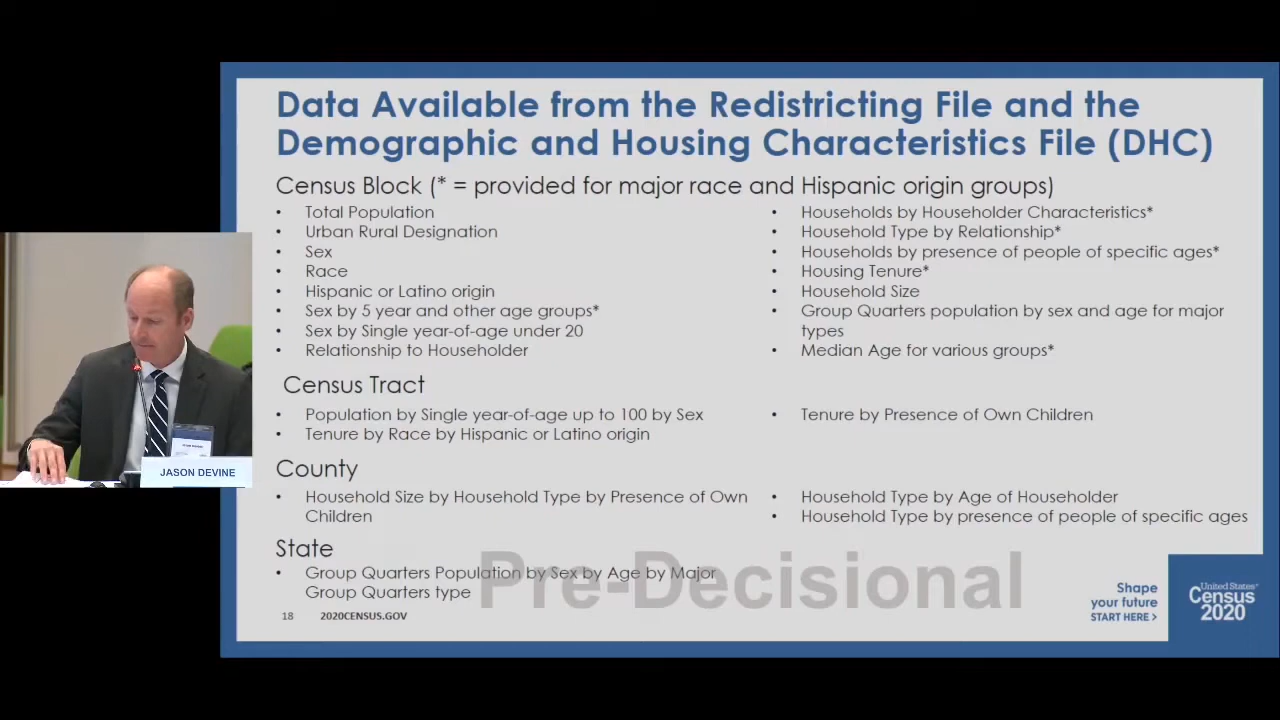 Data Available from the Redistricting File and the
Demographic and Housing Characteristics File (DHC)
Census Block (* = provided for major race and Hispanic origin groups)
• Total Population
• Urban Rural Designation
• Sex
• Race
• Hispanic or Latino origin
• Sex by 5 year and other age groups*
• Sex by Single year-of-age under 20
• Relationship to Householder
• Households by Householder Characteristics*
• Household Type by Relationship*
• Households by presence of people of specific ages*
• Housing Tenure*
• Household Size
• Group Quarters population by sex and age for major
types
• Median Age for various groups*
Census Tract
• Population by Single year-of-age up to 100 by Sex
• Tenure by Race by Hispanic or Latino origin
• Tenure by Presence of Own Children
County
• Household Size by Household Type by Presence of Own
Children
• Household Type by Age of Householder
• Household Type by presence of people of specific ages
State
• Group Quarters Population by Sex by Age by Major
Group Quarters type
Pre-Decisional
18 2020CENSUS.GOV
Shape
your future
START HERE >
United States®
Census
2020
JASON DEVINE